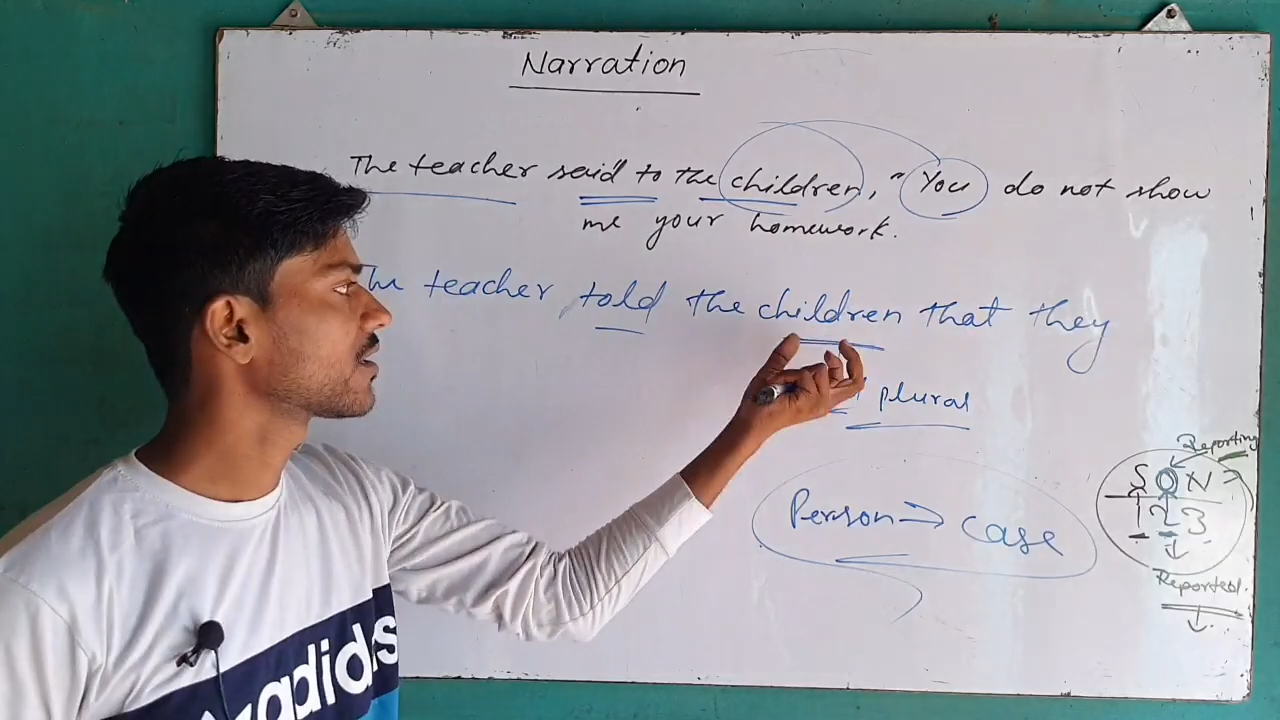 Narration
The teacher said to the children, "You do not show
me your homework.
The teacher told the children that they
plural
Person → case
Reporting
S O N
1 2 3
Reported.
adidas